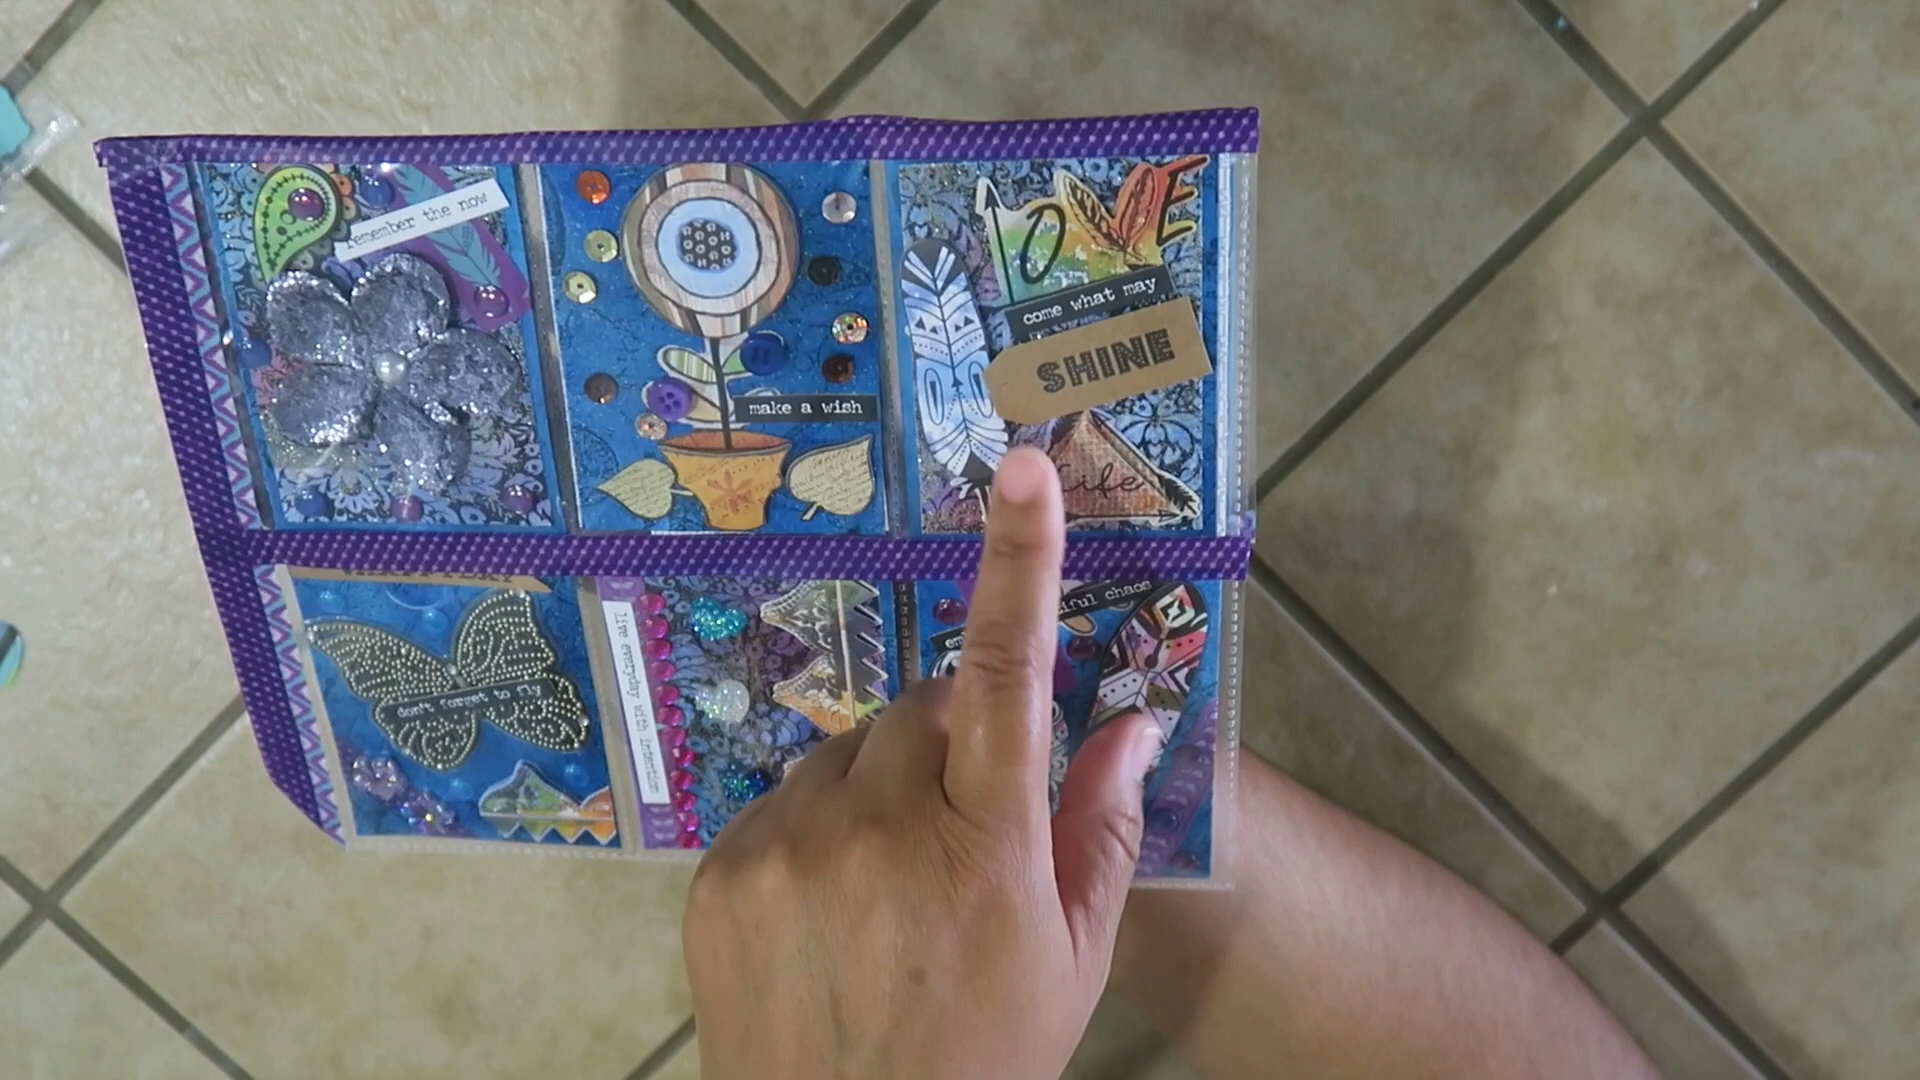 remember the now
make a wish
LOVE
come what may
SHINE
Life
don't forget to fly
live everyday with intention
chaos